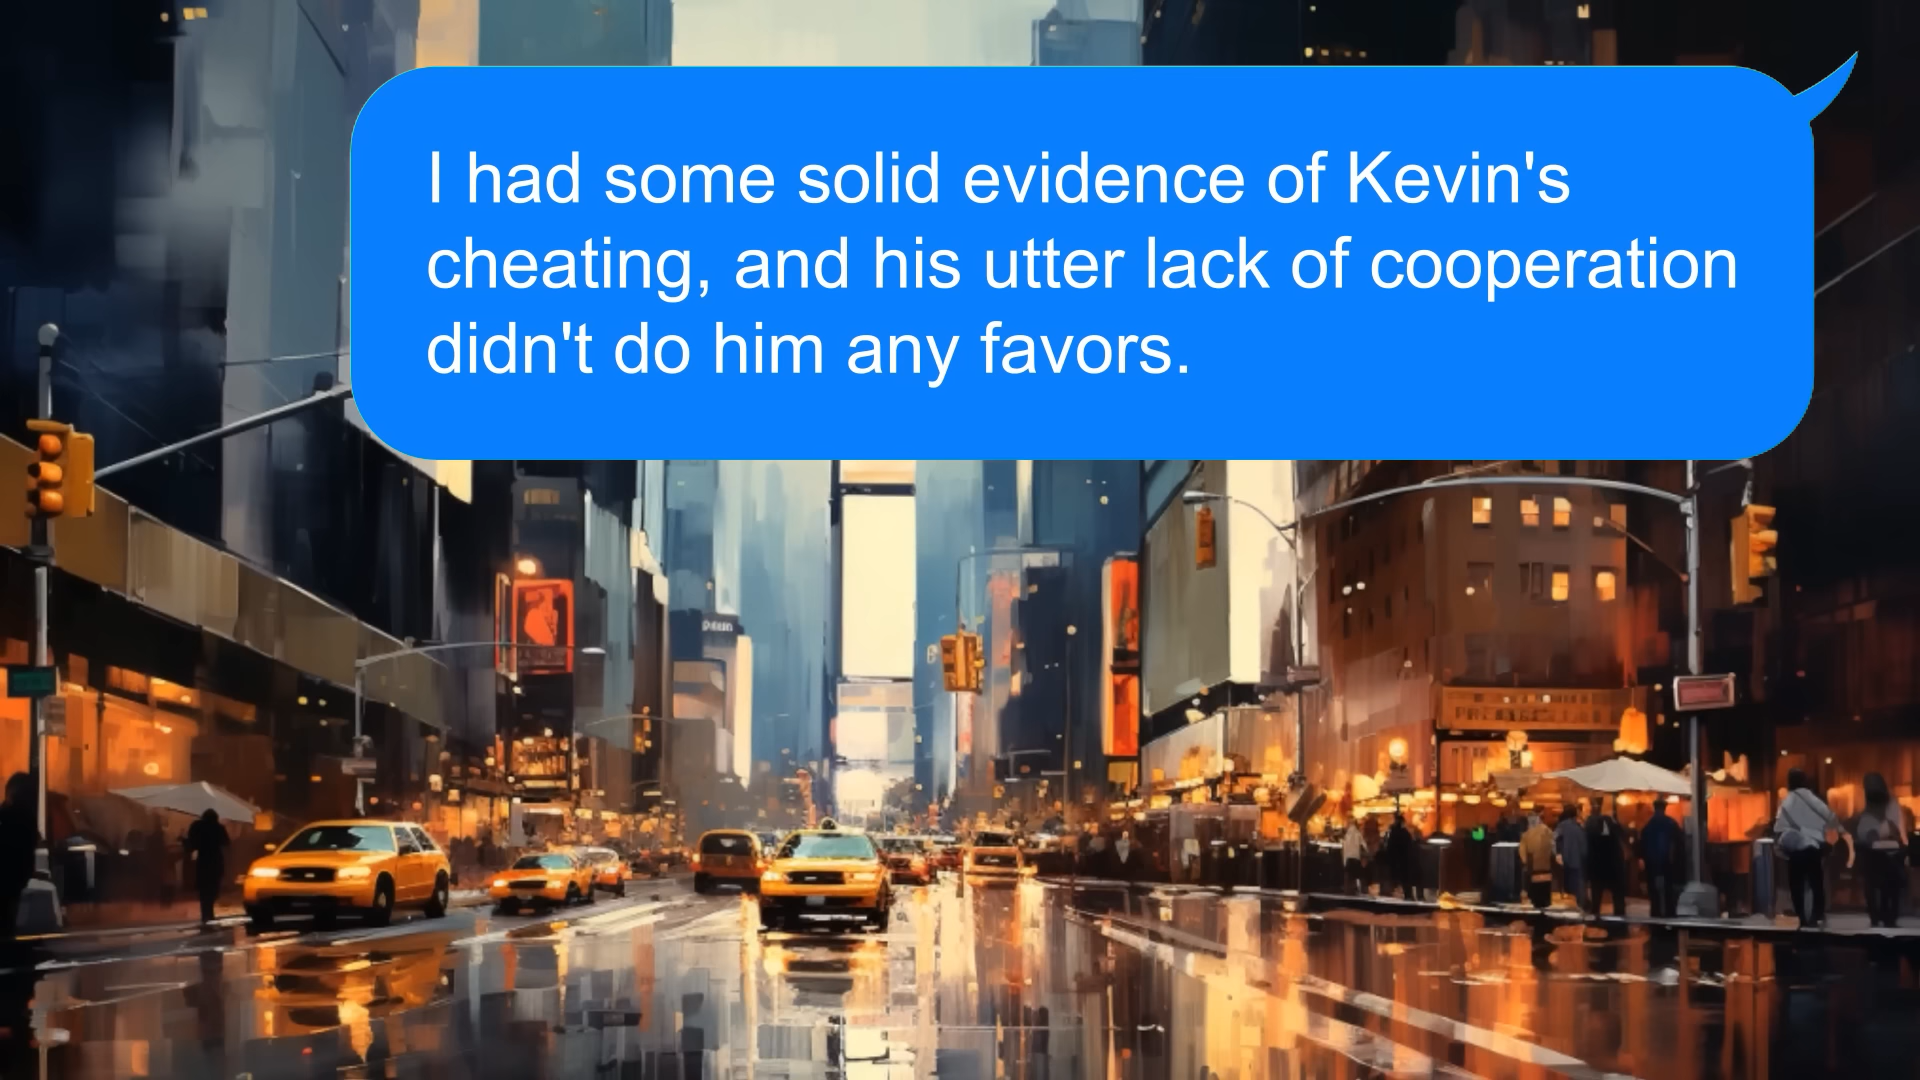 I had some solid evidence of Kevin's
cheating, and his utter lack of cooperation
didn't do him any favors.